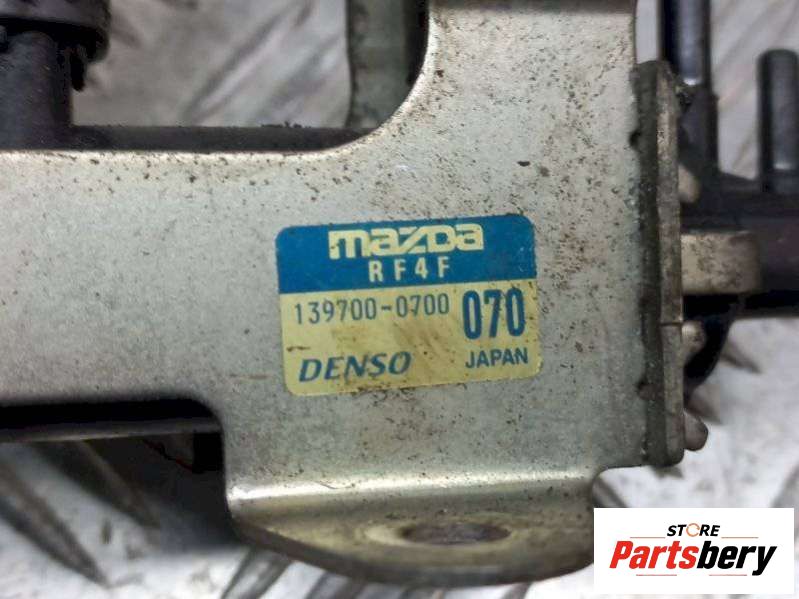 mazda
RF4F
139700-0700 070
DENSO JAPAN
STORE
Partsbery